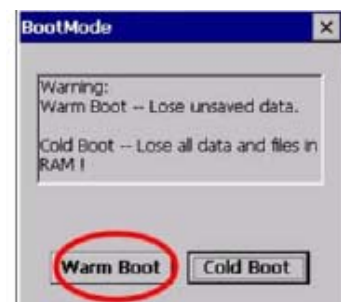 BootMode
Warning:
Warm Boot -- Lose unsaved data.
Cold Boot -- Lose all data and files in
RAM !
Warm Boot
Cold Boot